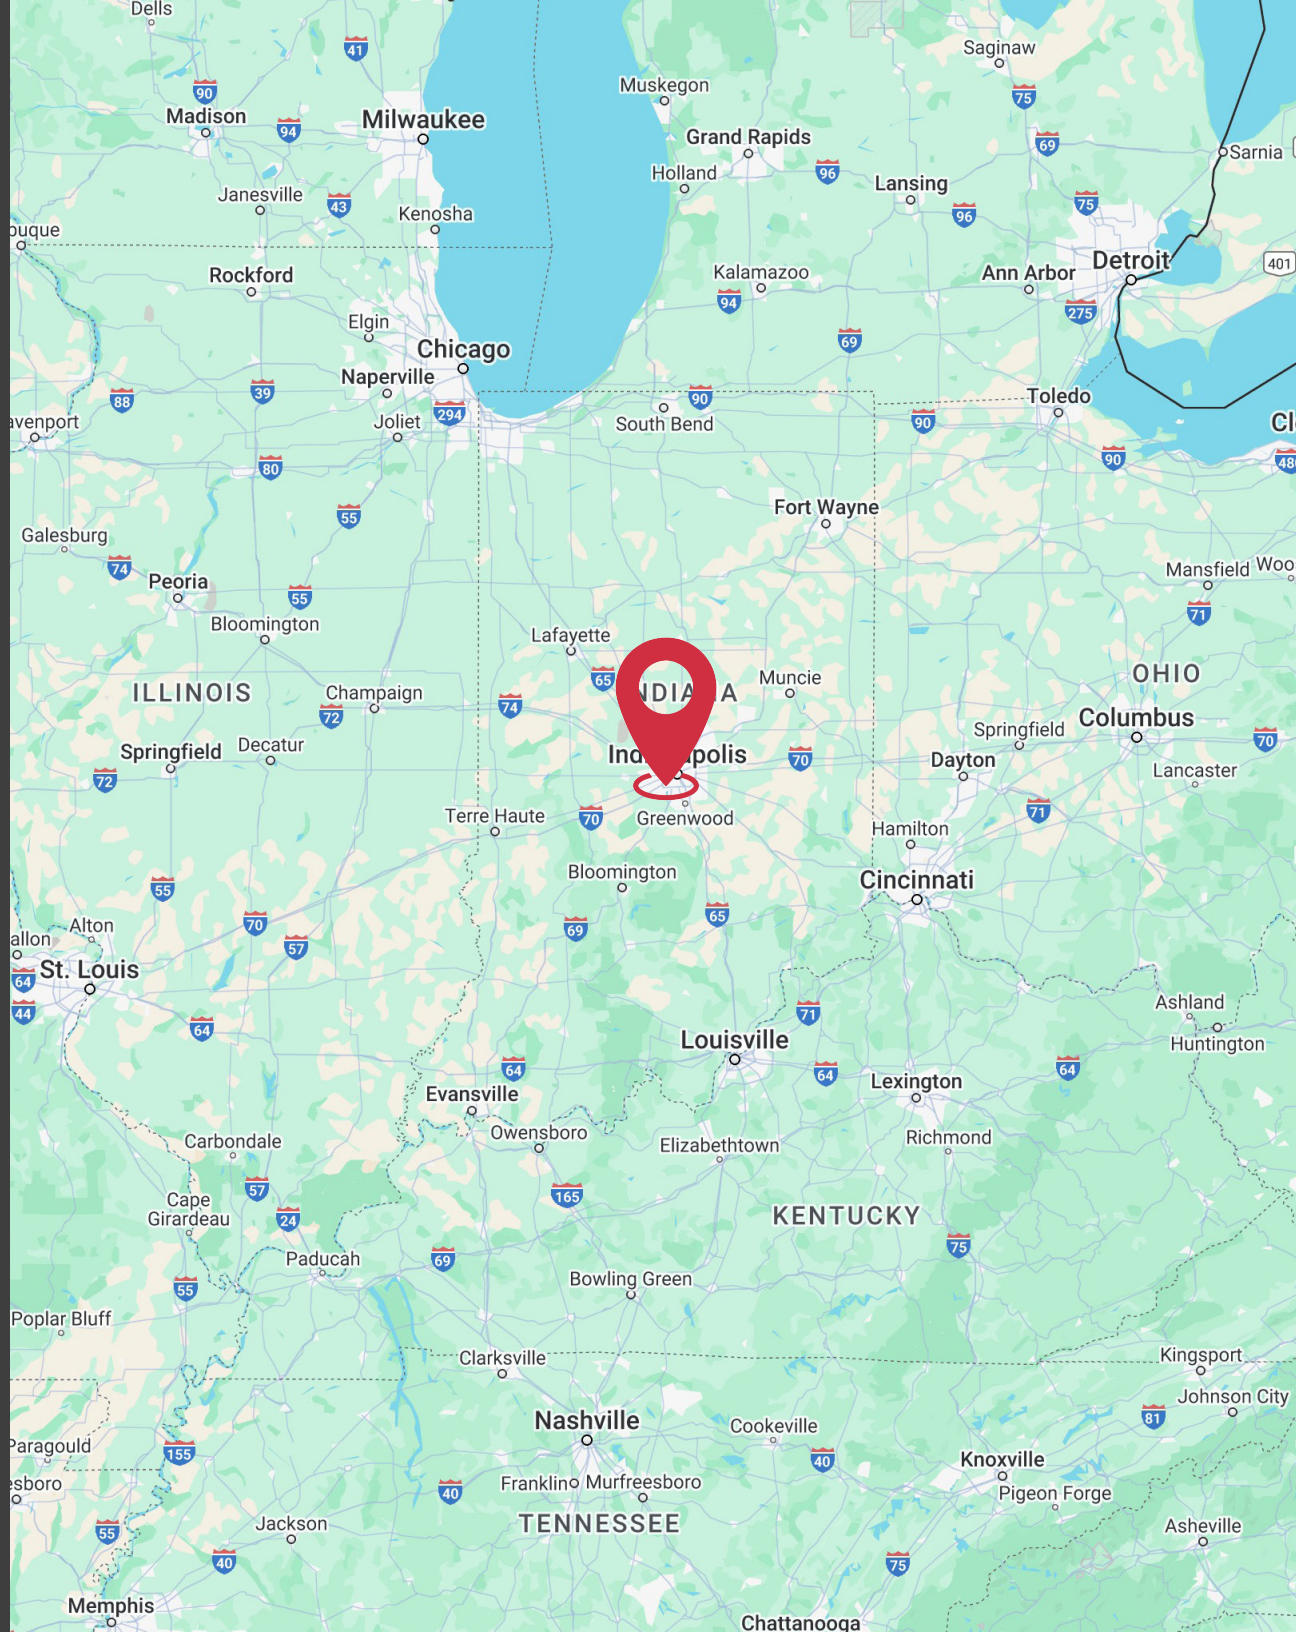 Dells
41
Saginaw
Muskegon
90
75
Madison
94
Milwaukee
Grand Rapids
69
Sarnia
96
Holland
Lansing
Janesville
43
75
96
Kenosha
buque
Detroit
401
Rockford
Kalamazoo
Ann Arbor
94
275
Elgin
69
Chicago
Naperville
88
39
90
Toledo
294
avenport
Joliet
South Bend
90
Cl
80
90
480
55
Fort Wayne
Galesburg
74
Mansfield
Woo
Peoria
55
71
Bloomington
Lafayette
65
Muncie
OHIO
ILLINOIS
Champaign
NDIA
A
74
72
Columbus
Springfield
Springfield
Decatur
Ind
apolis
70
Dayton
70
72
Lancaster
Terre Haute
70
Greenwood
71
Hamilton
Bloomington
Cincinnati
55
65
70
69
Alton
allon
57
64
St. Louis
44
64
71
Ashland
Louisville
Huntington
64
64
64
Evansville
Lexington
Carbondale
Owensboro
Elizabethtown
Richmond
57
165
Cape
Girardeau
24
KENTUCKY
75
Paducah
69
55
Bowling Green
Poplar Bluff
Clarksville
Kingsport
Johnson City
Nashville
Cookeville
81
Paragould
155
40
Knoxville
esboro
40
Franklin
Murfreesboro
Pigeon Forge
55
Jackson
TENNESSEE
Asheville
40
75
Memphis
Chattanooga